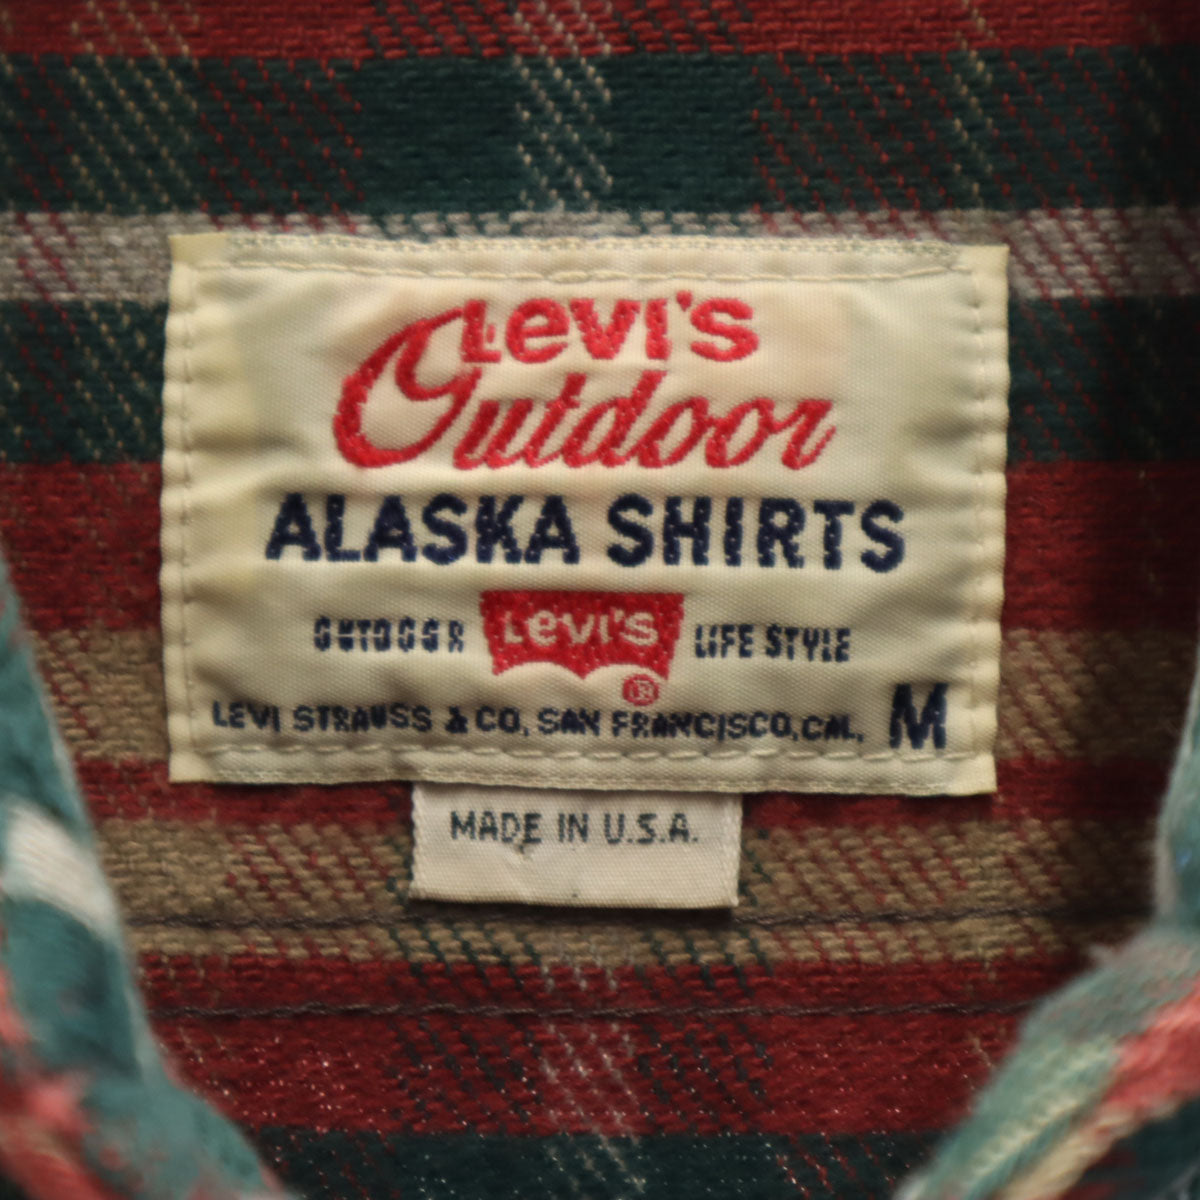 Levi's
Outdoor
ALASKA SHIRTS
OUTDOOR Levi's LIFE STYLE
®
LEVI STRAUSS & CO. SAN FRANCISCO, CAL. M
MADE IN U.S.A.